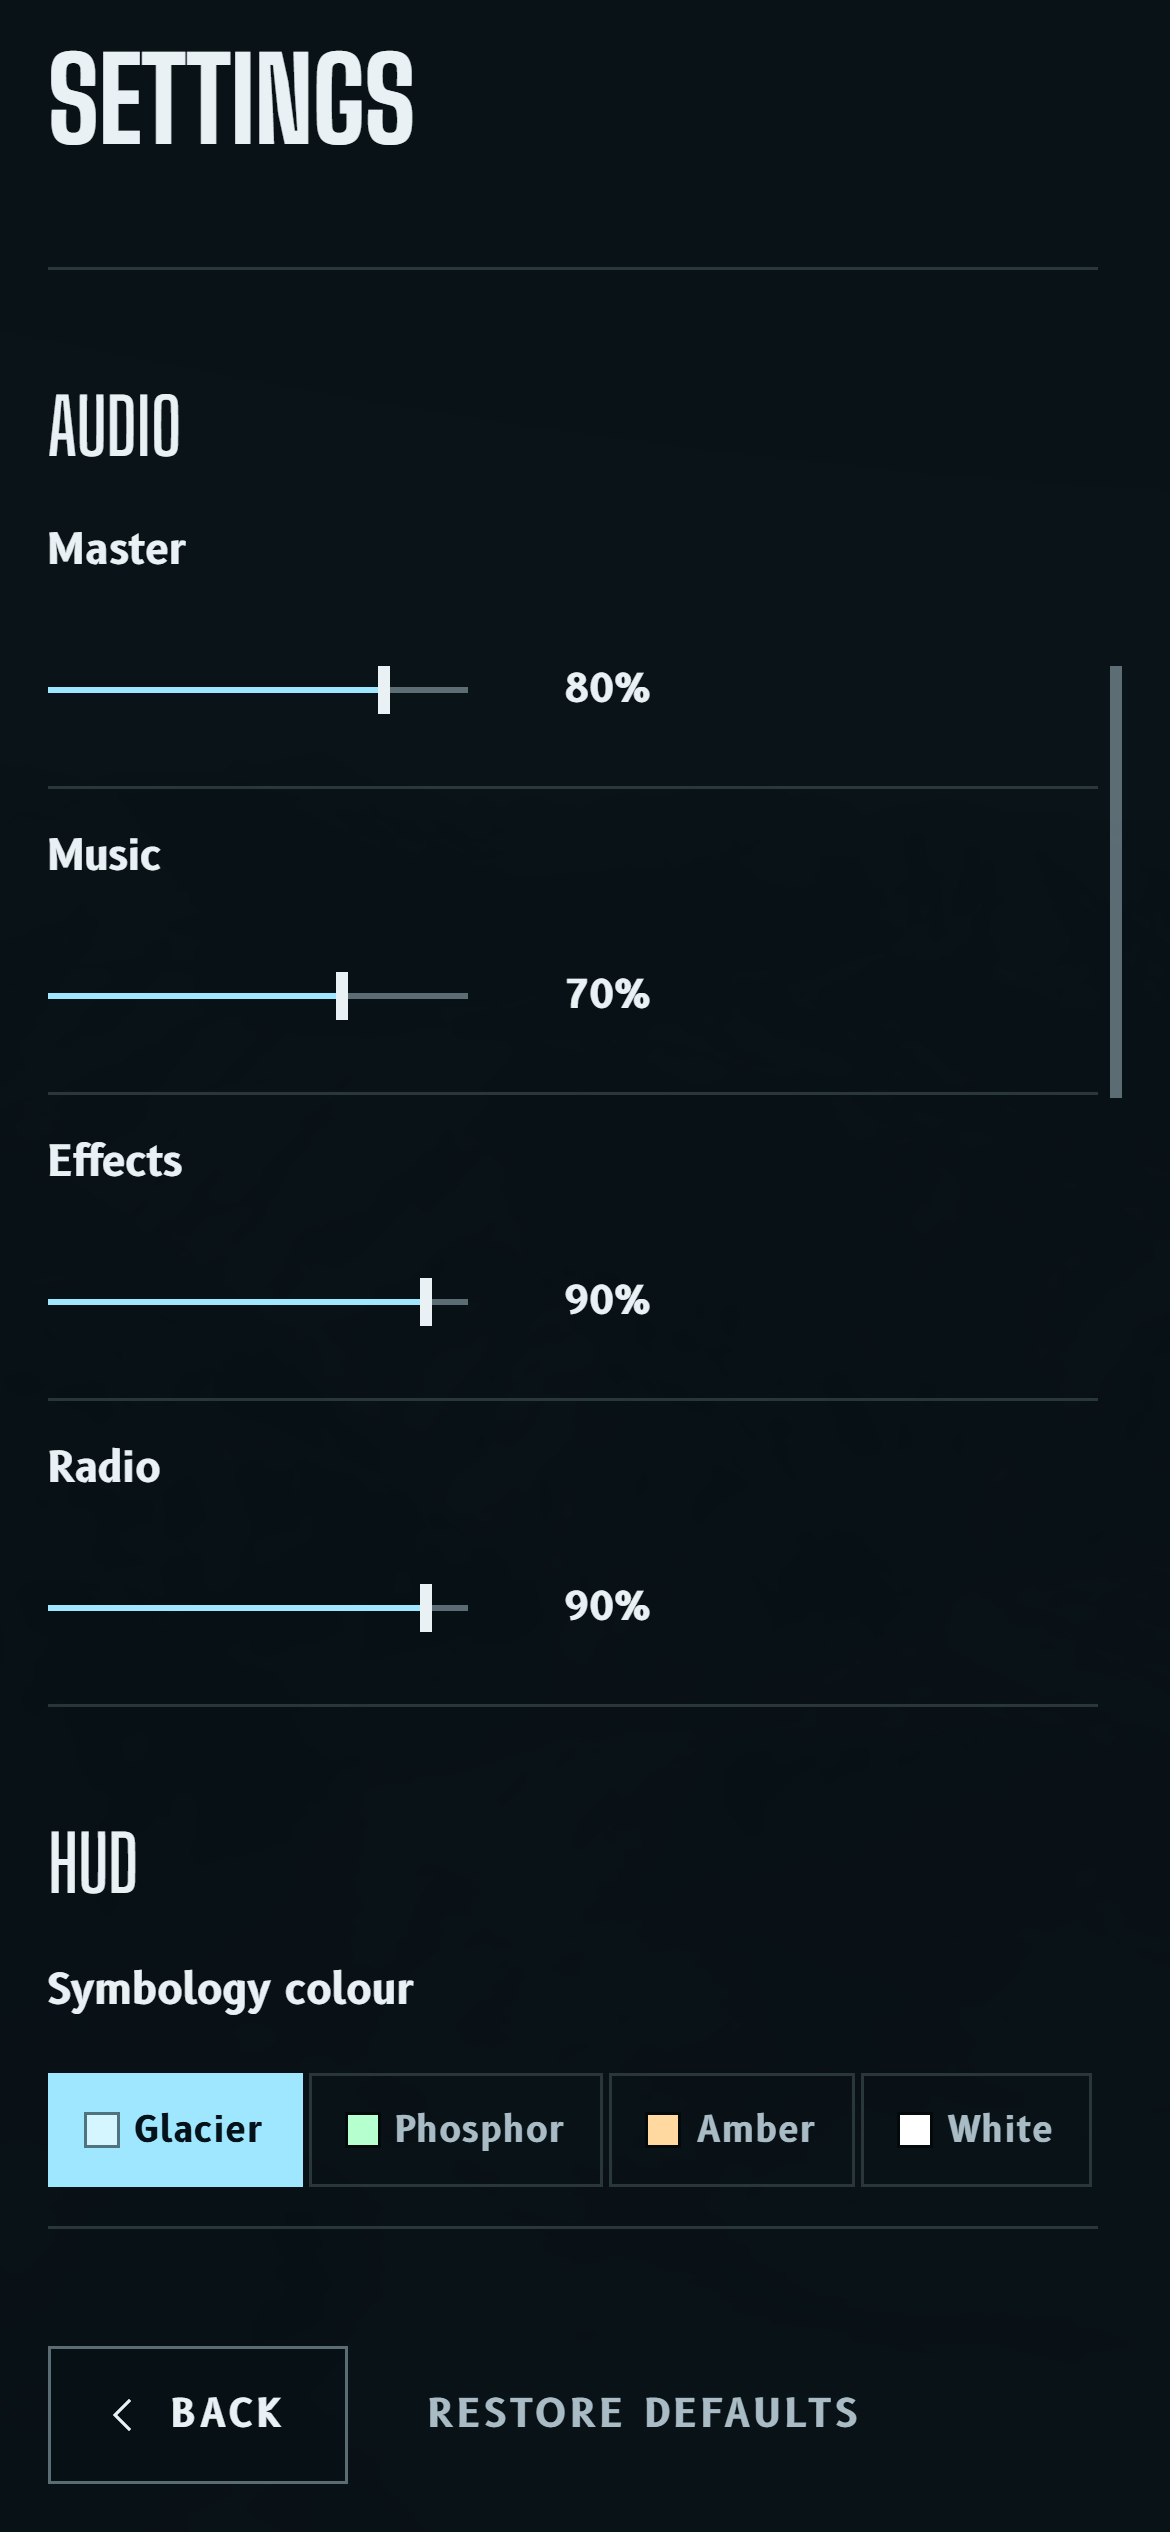 SETTINGS
AUDIO
Master
80%
Music
70%
Effects
90%
Radio
90%
HUD
Symbology colour
Glacier Phosphor Amber White
BACK RESTORE DEFAULTS